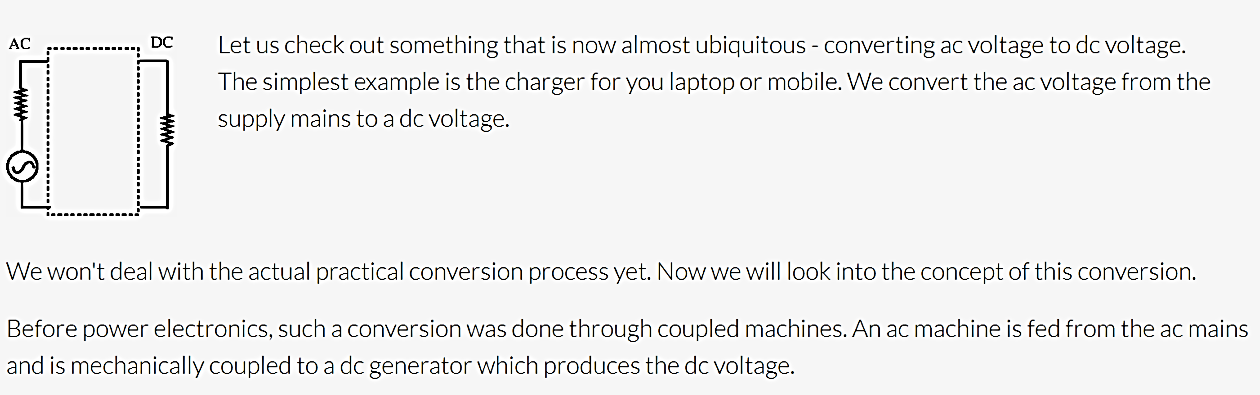 AC
DC
Let us check out something that is now almost ubiquitous - converting ac voltage to dc voltage.
The simplest example is the charger for you laptop or mobile. We convert the ac voltage from the
supply mains to a dc voltage.
We won't deal with the actual practical conversion process yet. Now we will look into the concept of this conversion.
Before power electronics, such a conversion was done through coupled machines. An ac machine is fed from the ac mains
and is mechanically coupled to a dc generator which produces the dc voltage.